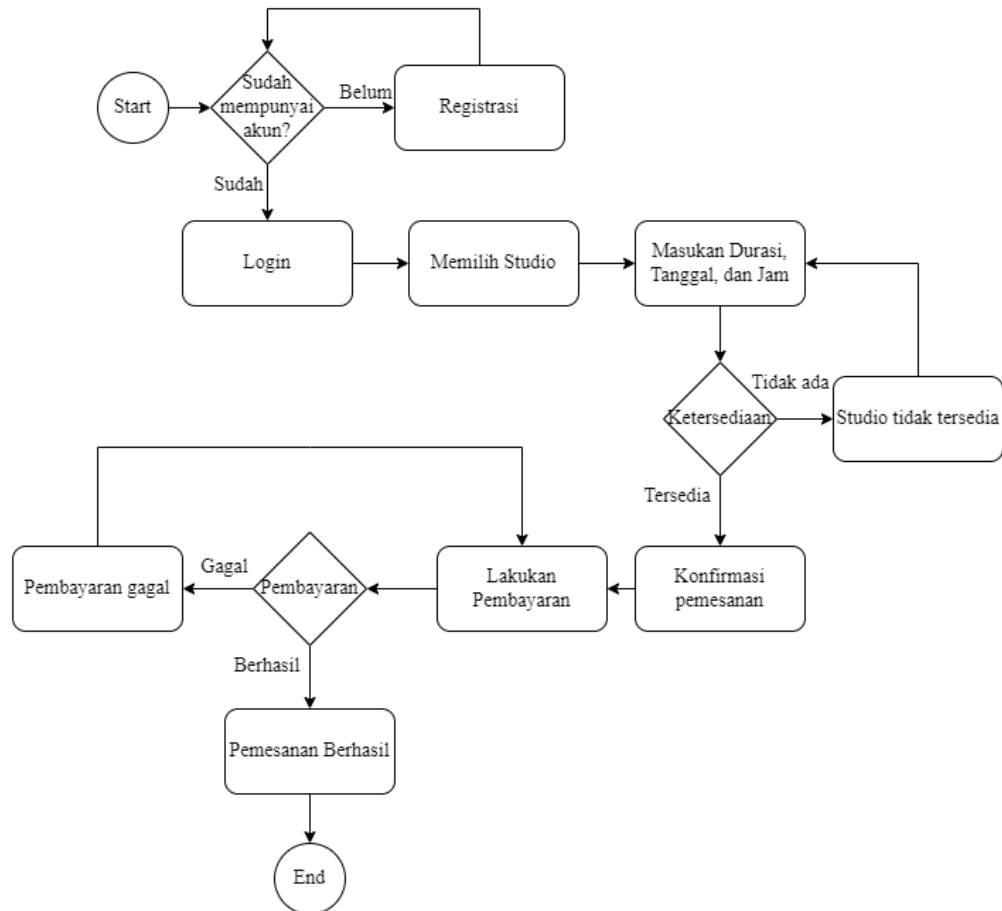 Start
Sudah
mempunyai
akun?
Belum
Registrasi
Sudah
Login
Memilih Studio
Masukan Durasi,
Tanggal, dan Jam
Ketersediaan
Tidak ada
Studio tidak tersedia
Tersedia
Konfirmasi
pemesanan
Lakukan
Pembayaran
Pembayaran
Gagal
Pembayaran gagal
Berhasil
Pemesanan Berhasil
End